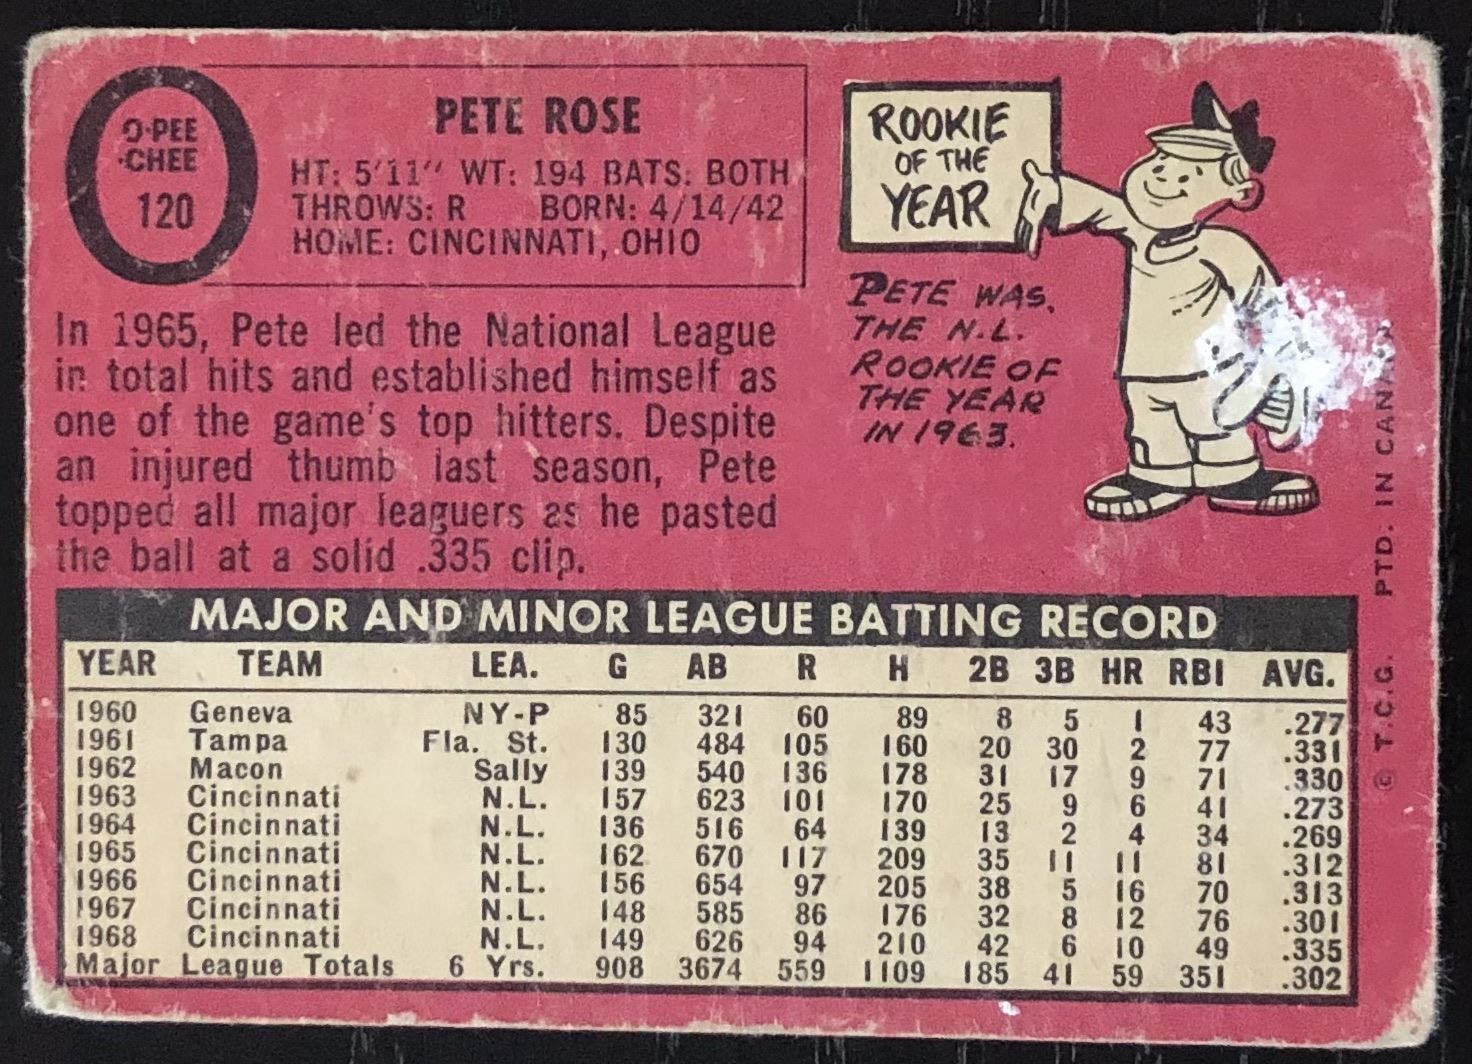 O-PEE
-CHEE
120
PETE ROSE
HT: 5'11" WT: 194 BATS: BOTH
THROWS: R BORN: 4/14/42
HOME: CINCINNATI, OHIO
In 1965, Pete led the National League
in total hits and established himself as
one of the game's top hitters. Despite
an injured thumb last season, Pete
topped all major leaguers as he pasted
the ball at a solid .335 clip.
ROOKIE
OF THE
YEAR
PETE WAS
THE N.L.
ROOKIE OF
THE YEAR
IN 1963.
MAJOR AND MINOR LEAGUE BATTING RECORD
YEAR TEAM LEA. G AB R H 2B 3B HR RBI AVG.
1960 Geneva NY-P 85 321 60 89 8 5 1 43 .277
1961 Tampa Fla. St. 130 484 105 160 20 30 2 77 .331
1962 Macon Sally 139 540 136 178 31 17 9 71 .330
1963 Cincinnati N.L. 157 623 101 170 25 9 6 41 .273
1964 Cincinnati N.L. 136 516 64 139 13 2 4 34 .269
1965 Cincinnati N.L. 162 670 117 209 35 11 11 81 .312
1966 Cincinnati N.L. 156 654 97 205 38 5 16 70 .313
1967 Cincinnati N.L. 148 585 86 176 32 8 12 76 .301
1968 Cincinnati N.L. 149 626 94 210 42 6 10 49 .335
Major League Totals 6 Yrs. 908 3674 559 1109 185 41 59 351 .302
© T.C.G. PTD. IN CANADA